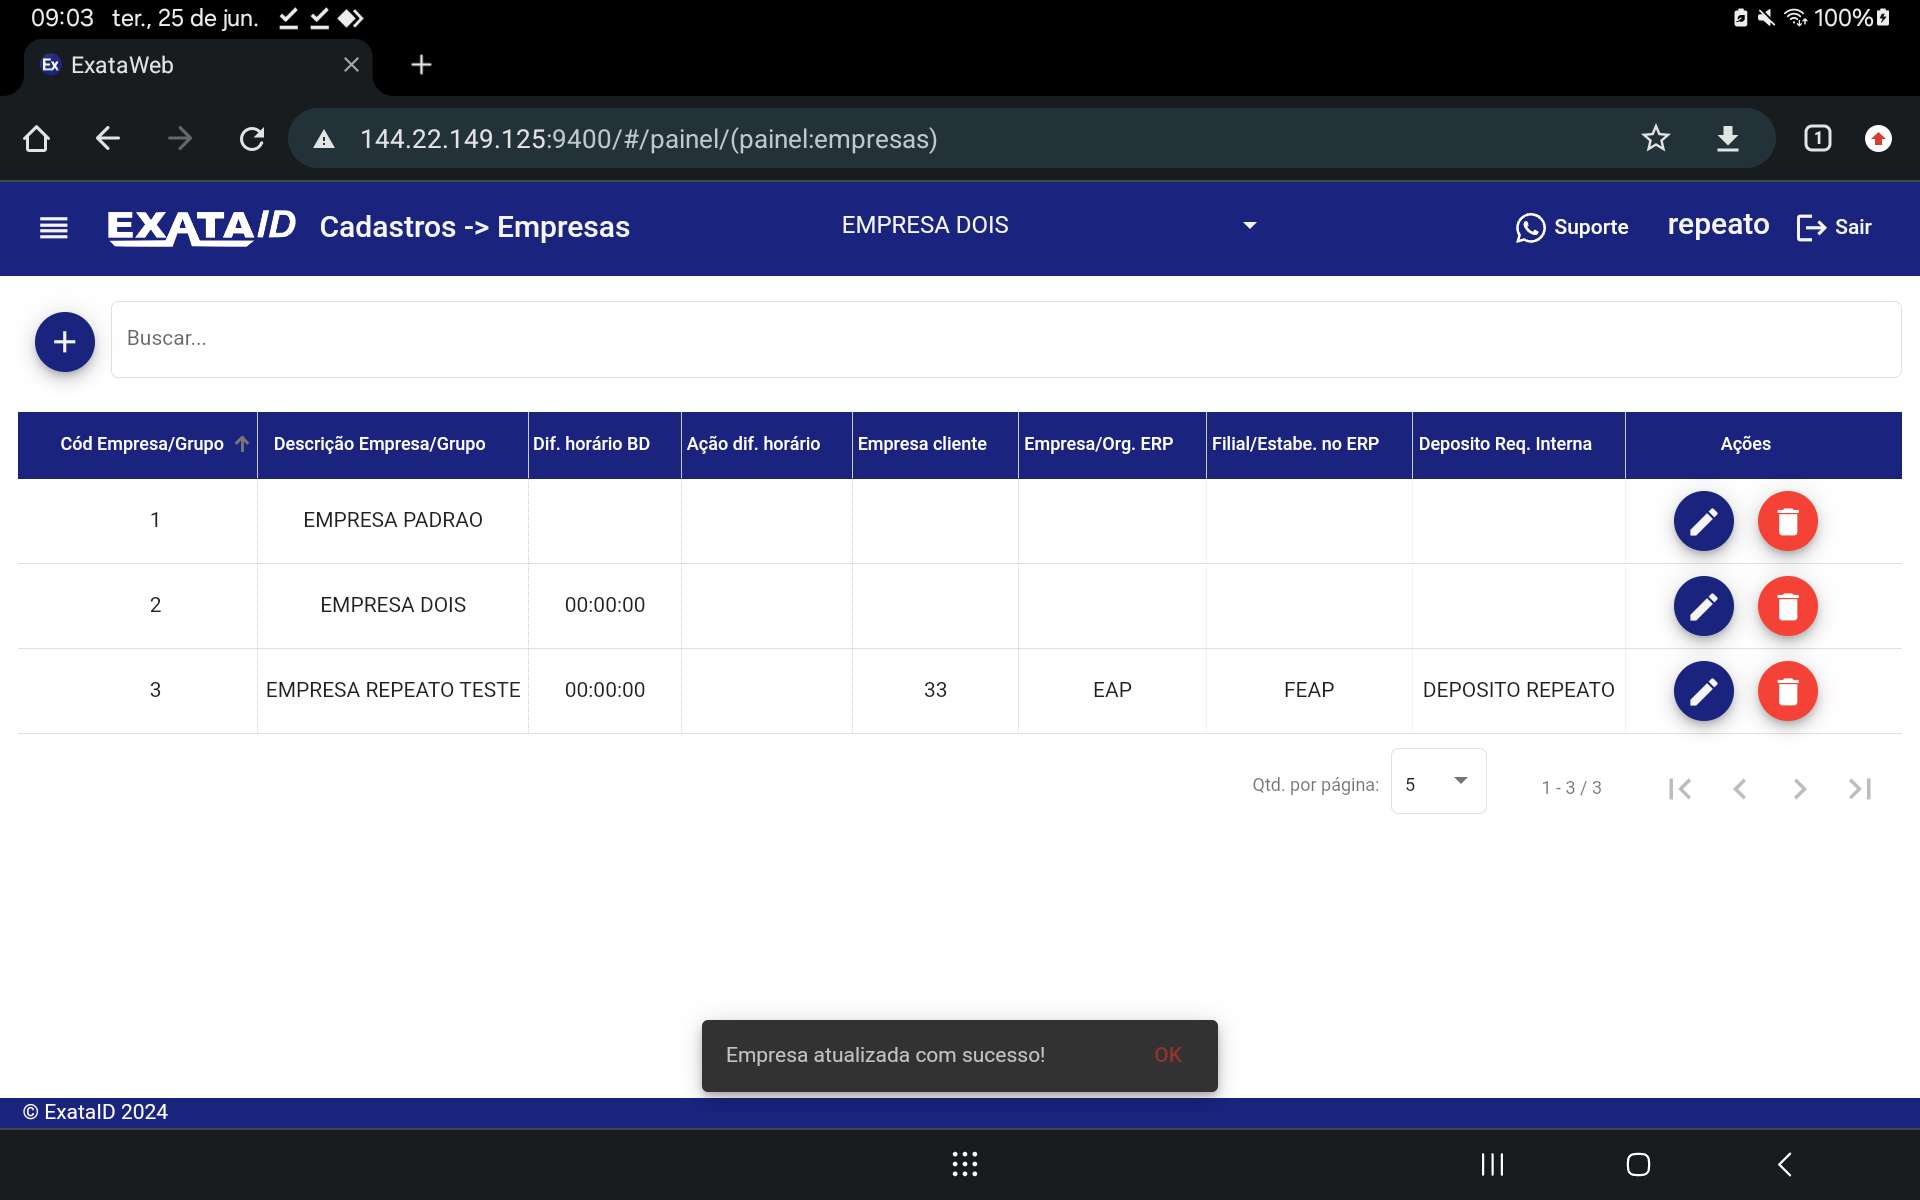 09:03 ter., 25 de jun. 100%
Ex ExataWeb
144.22.149.125:9400/#/painel/(painel:empresas) 1
EXATAID Cadastros -> Empresas EMPRESA DOIS Suporte repeato Sair
Buscar...
Cód Empresa/Grupo Descrição Empresa/Grupo Dif. horário BD Ação dif. horário Empresa cliente Empresa/Org. ERP Filial/Estabe. no ERP Deposito Req. Interna Ações
1 EMPRESA PADRAO
2 EMPRESA DOIS 00:00:00
3 EMPRESA REPEATO TESTE 00:00:00 33 EAP FEAP DEPOSITO REPEATO
Qtd. por página: 5 1 - 3 / 3
Empresa atualizada com sucesso! OK
© ExataID 2024